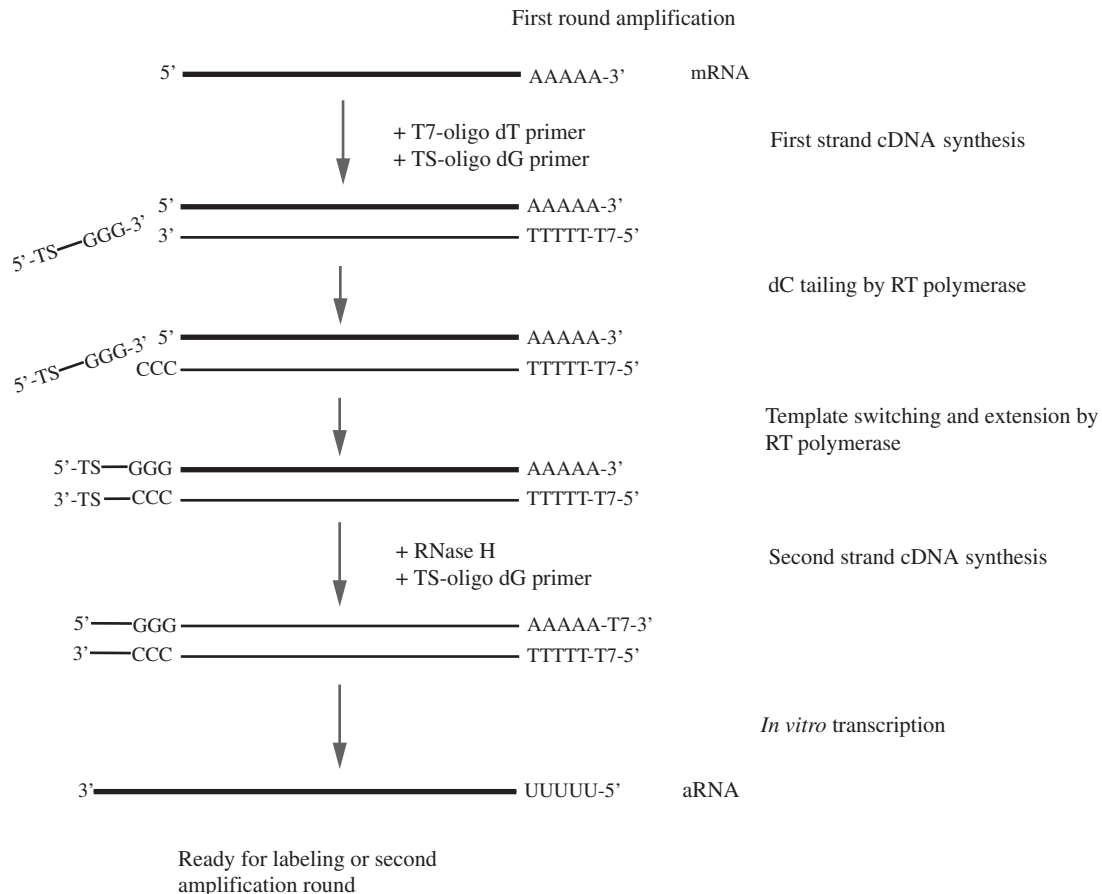 First round amplification
5’ AAAAA-3’ mRNA
+ T7-oligo dT primer
+ TS-oligo dG primer
First strand cDNA synthesis
5’ AAAAA-3’
5’-TS GGG-3’ 3’ TTTTT-T7-5’
dC tailing by RT polymerase
5’ AAAAA-3’
5’-TS GGG-3’ CCC TTTTT-T7-5’
Template switching and extension by
RT polymerase
5’-TS GGG AAAAA-3’
3’-TS CCC TTTTT-T7-5’
+ RNase H
+ TS-oligo dG primer
Second strand cDNA synthesis
5’ GGG AAAAA-T7-3’
3’ CCC TTTTT-T7-5’
In vitro transcription
3’ UUUUU-5’ aRNA
Ready for labeling or second
amplification round